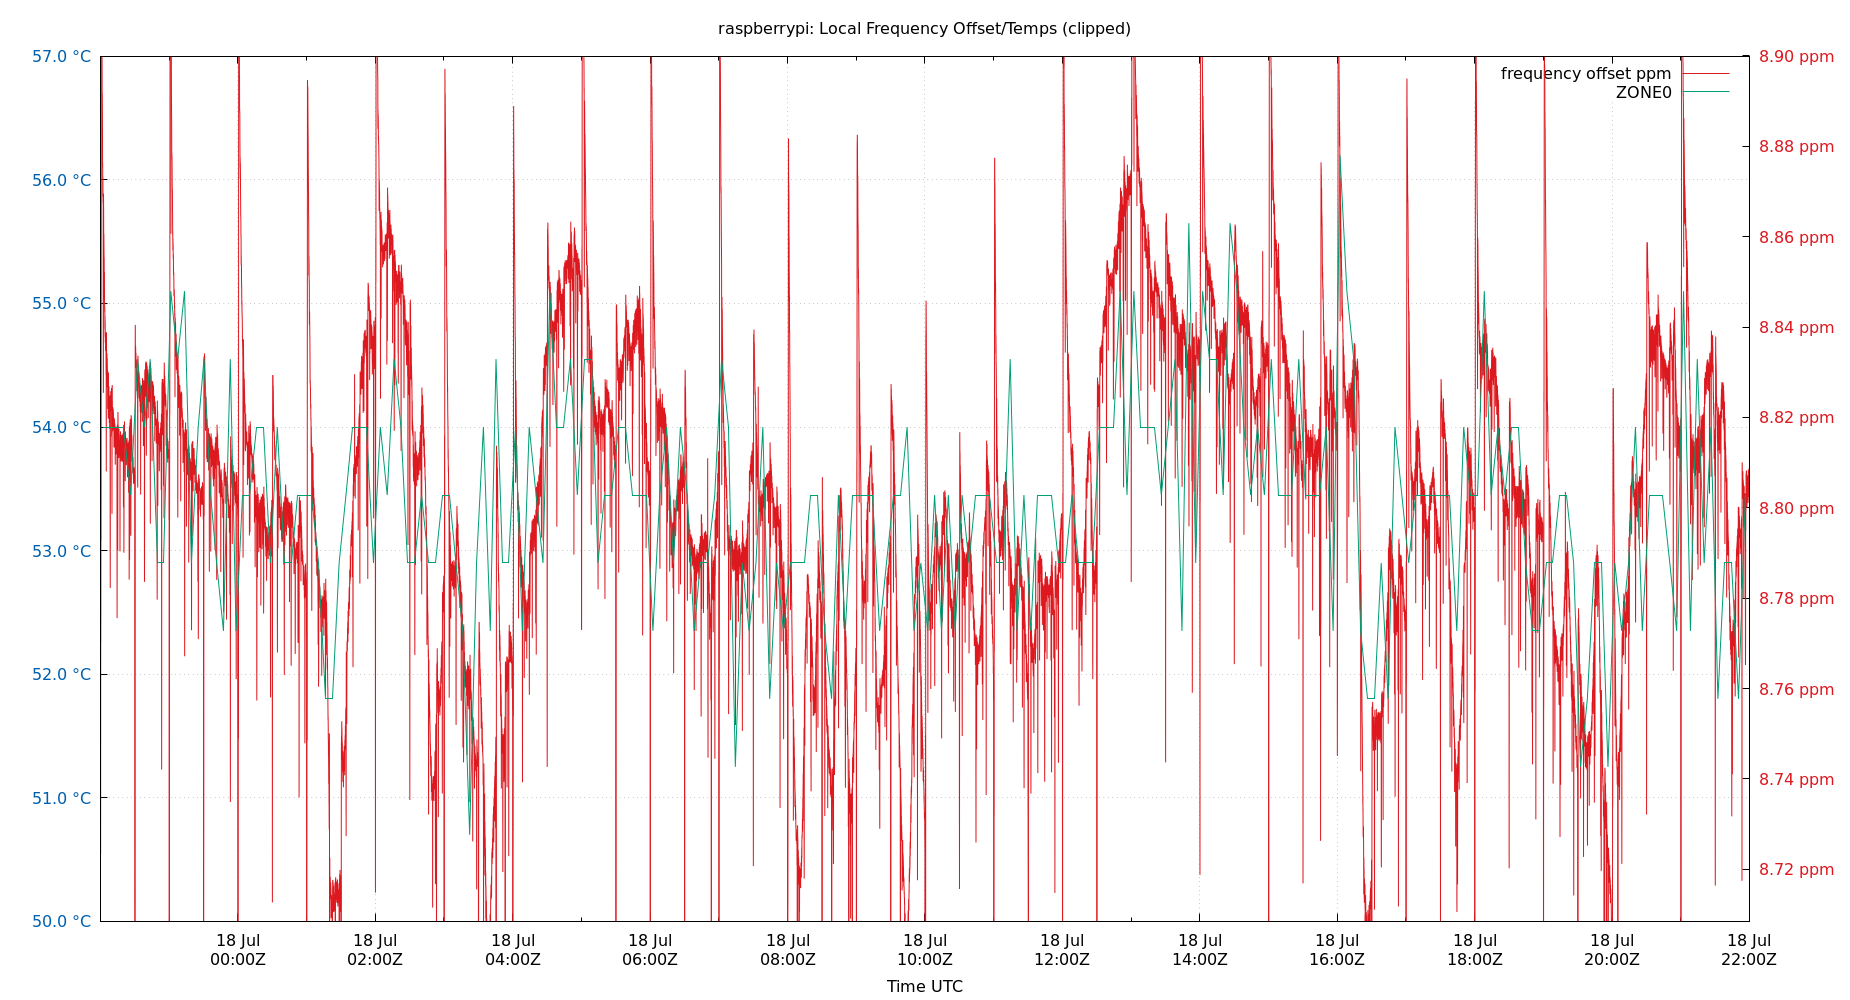 raspberrypi: Local Frequency Offset/Temps (clipped)
57.0 °C
56.0 °C
55.0 °C
54.0 °C
53.0 °C
52.0 °C
51.0 °C
50.0 °C
8.90 ppm
8.88 ppm
8.86 ppm
8.84 ppm
8.82 ppm
8.80 ppm
8.78 ppm
8.76 ppm
8.74 ppm
8.72 ppm
frequency offset ppm
ZONE0
18 Jul 18 Jul 18 Jul 18 Jul 18 Jul 18 Jul 18 Jul 18 Jul 18 Jul 18 Jul 18 Jul 18 Jul
00:00Z 02:00Z 04:00Z 06:00Z 08:00Z 10:00Z 12:00Z 14:00Z 16:00Z 18:00Z 20:00Z 22:00Z
Time UTC